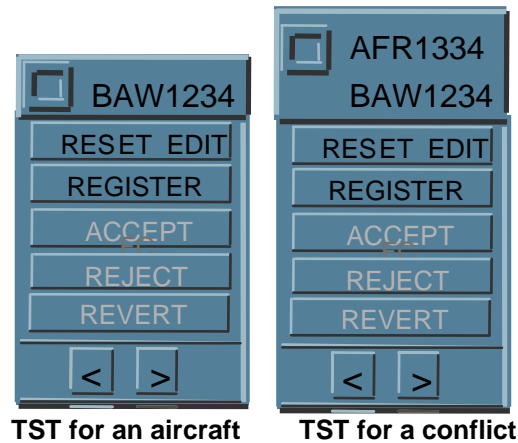 BAW1234
RESET EDIT
REGISTER
ACCEPT
REJECT
REVERT
< >
TST for an aircraft
AFR1334
BAW1234
RESET EDIT
REGISTER
ACCEPT
REJECT
REVERT
< >
TST for a conflict